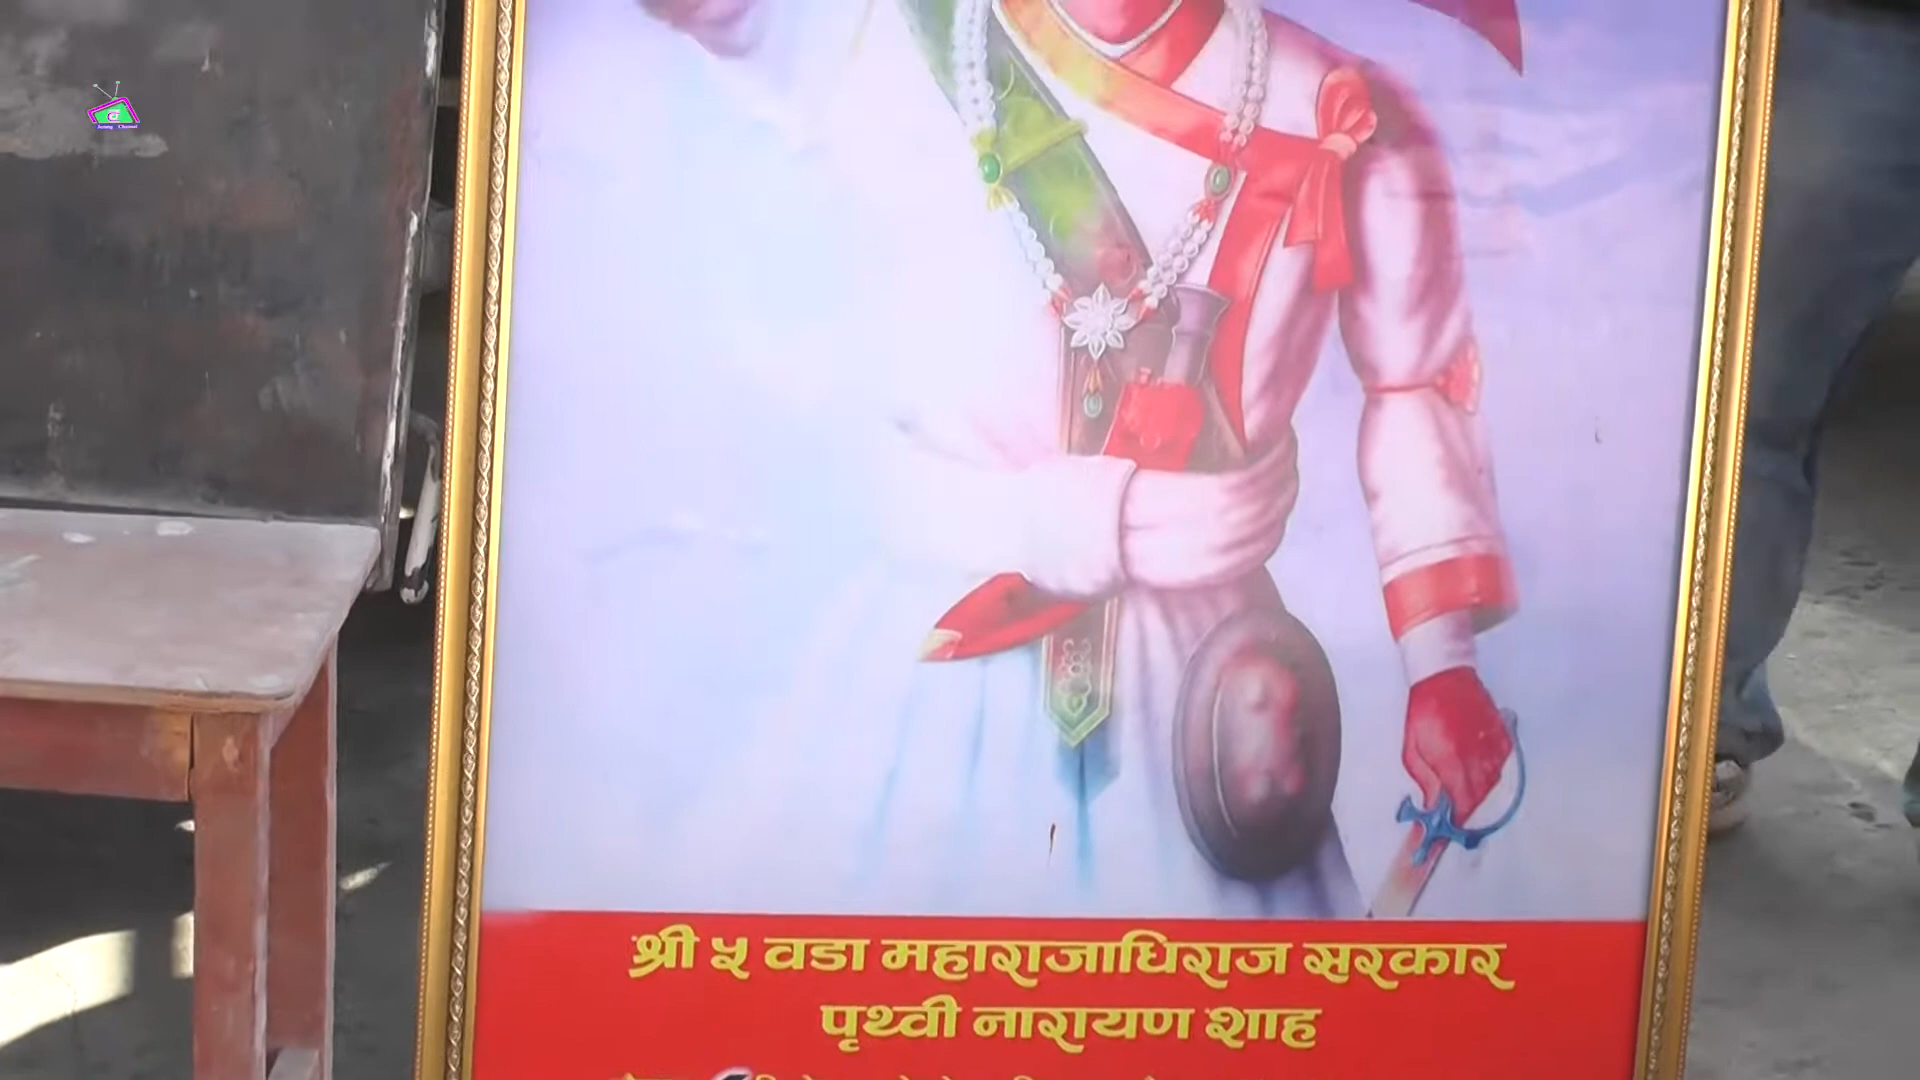 श्री ५ वडा महाराजाधिराज सरकार
पृथ्वी नारायण शाह